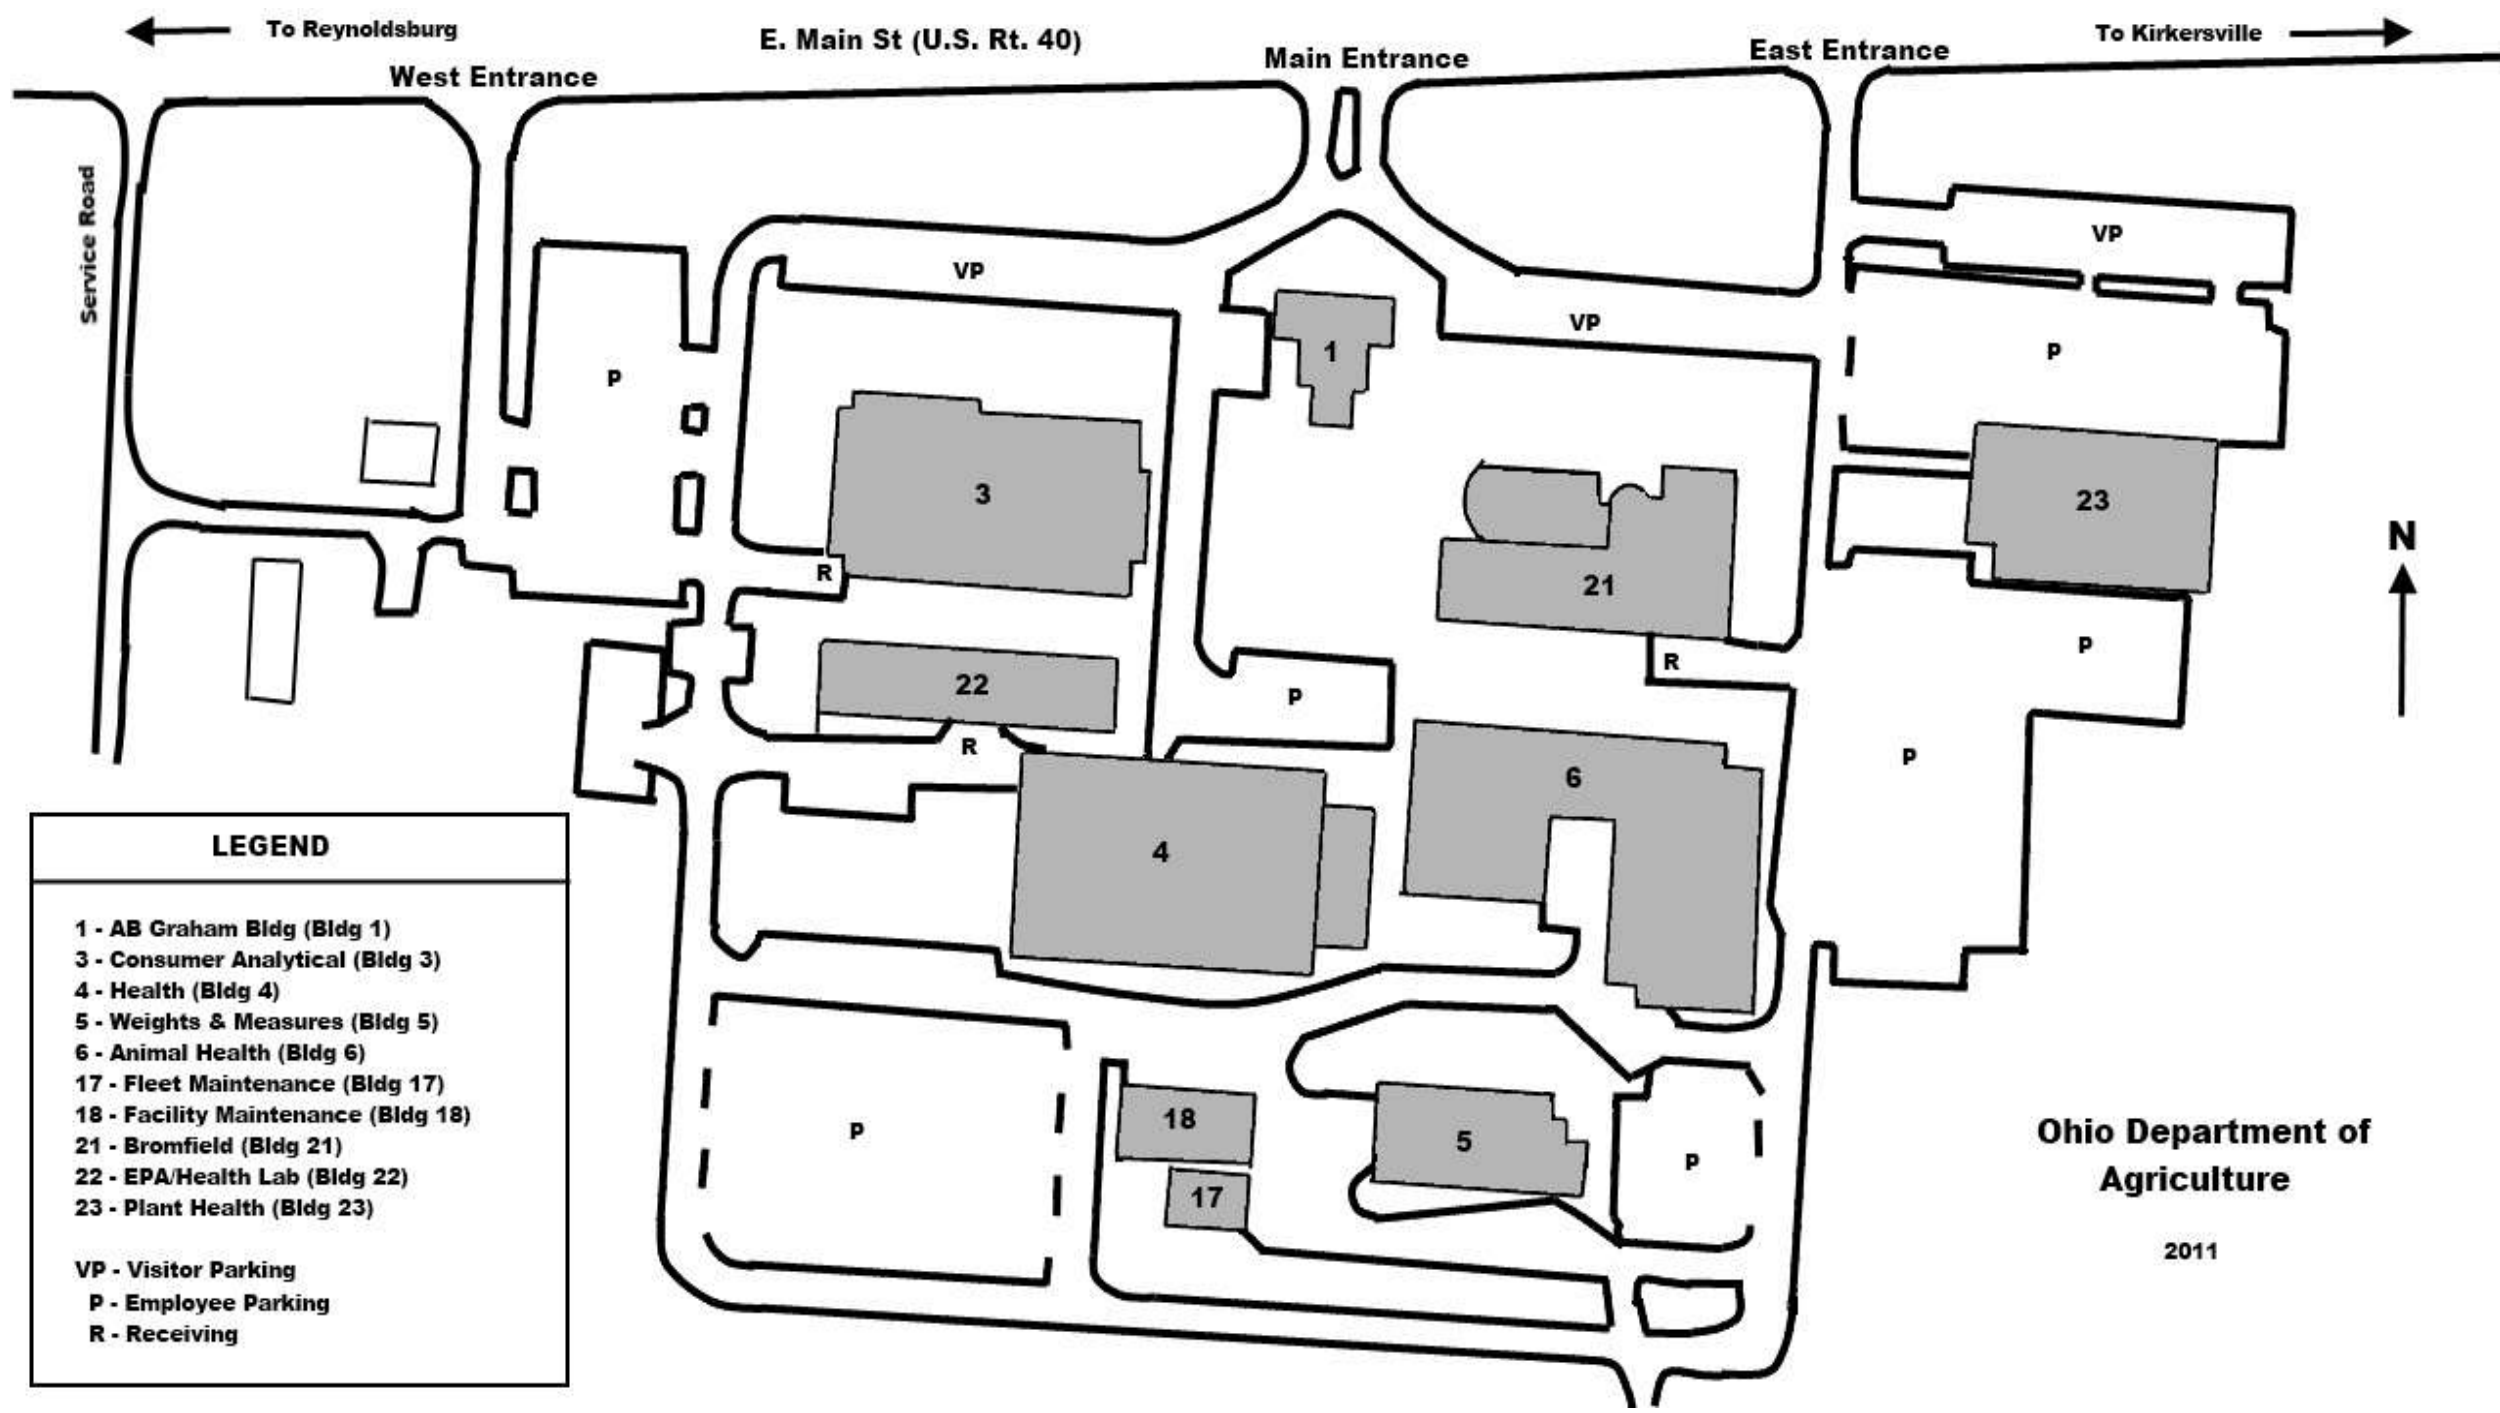 To Reynoldsburg
E. Main St (U.S. Rt. 40)
Main Entrance
East Entrance
To Kirkersville
West Entrance
Service Road
VP
VP
VP
P
P
1
3
23
N
21
R
P
22
R
P
R
P
6
4
P
18
5
P
17
LEGEND
1 - AB Graham Bldg (Bldg 1)
3 - Consumer Analytical (Bldg 3)
4 - Health (Bldg 4)
5 - Weights & Measures (Bldg 5)
6 - Animal Health (Bldg 6)
17 - Fleet Maintenance (Bldg 17)
18 - Facility Maintenance (Bldg 18)
21 - Bromfield (Bldg 21)
22 - EPA/Health Lab (Bldg 22)
23 - Plant Health (Bldg 23)
VP - Visitor Parking
P - Employee Parking
R - Receiving
Ohio Department of
Agriculture
2011